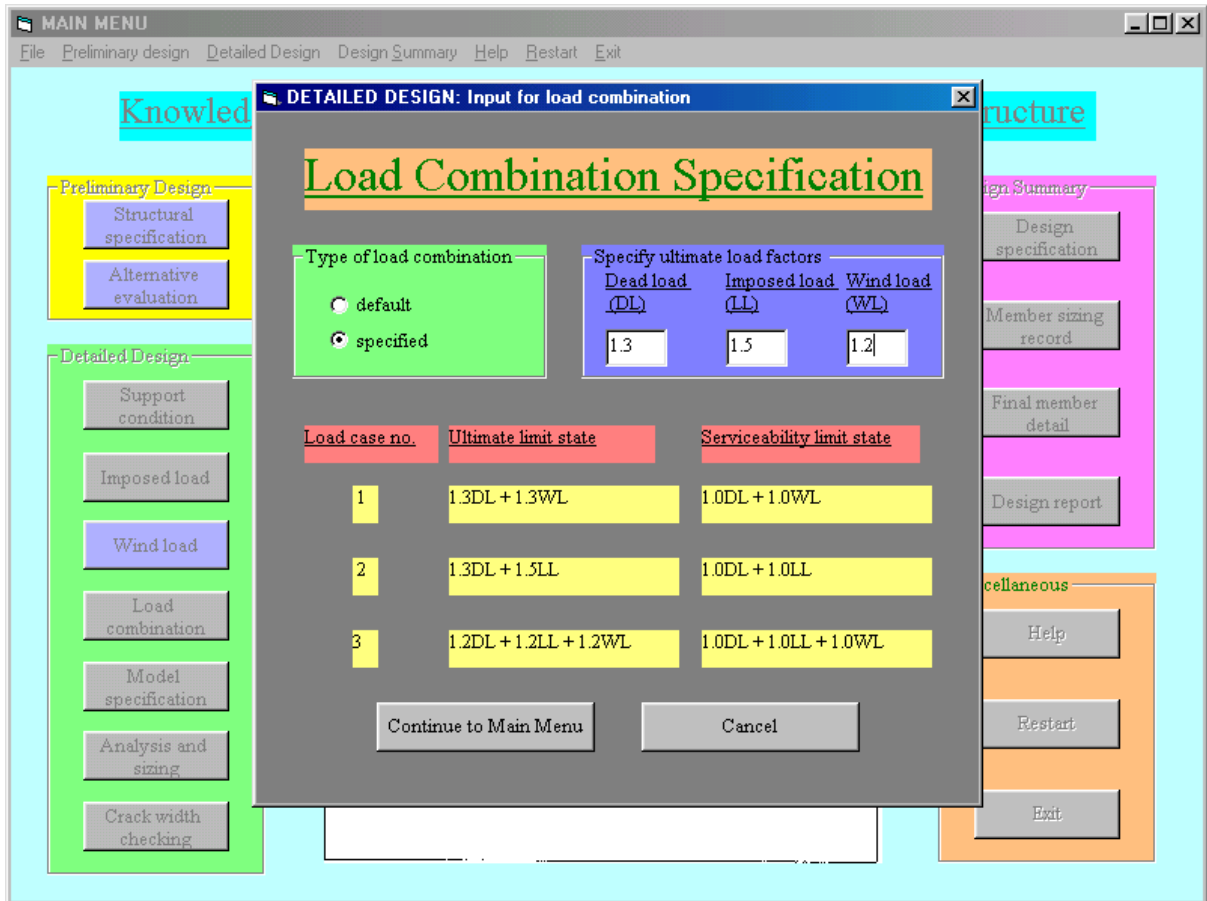 MAIN MENU
File Preliminary design Detailed Design Design Summary Help Restart Exit
DETAILED DESIGN: Input for load combination
Load Combination Specification
Preliminary Design
Structural
specification
Alternative
evaluation
Detailed Design
Support
condition
Imposed load
Wind load
Load
combination
Model
specification
Analysis and
sizing
Crack width
checking
Type of load combination
default
specified
Specify ultimate load factors
Dead load
(DL)
Imposed load
(LL)
Wind load
(WL)
1.3
1.5
1.2
Load case no. Ultimate limit state Serviceability limit state
1 1.3DL + 1.3WL 1.0DL + 1.0WL
2 1.3DL + 1.5LL 1.0DL + 1.0LL
3 1.2DL + 1.2LL + 1.2WL 1.0DL + 1.0LL + 1.0WL
Continue to Main Menu
Cancel
Summary
Design
specification
Member sizing
record
Final member
detail
Design report
Help
Restart
Exit